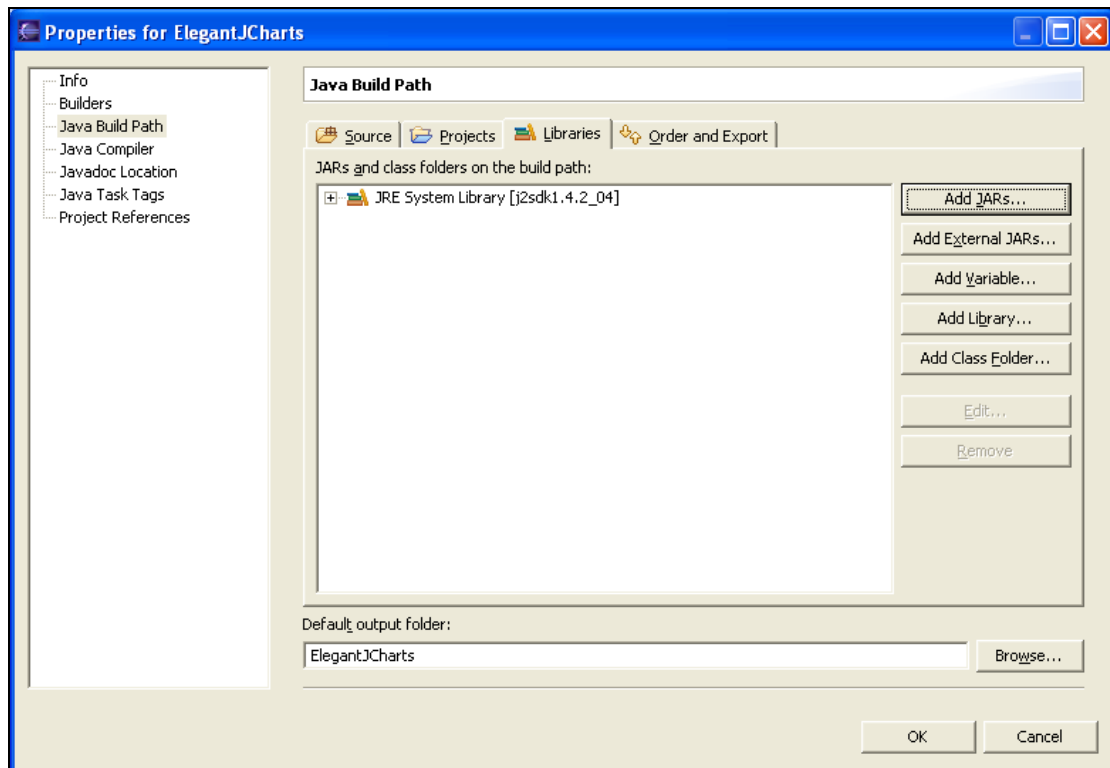 Properties for ElegantJCharts
Info
Builders
Java Build Path
Java Compiler
Javadoc Location
Java Task Tags
Project References
Java Build Path
Source Projects Libraries Order and Export
JARs and class folders on the build path:
JRE System Library [j2sdk1.4.2_04]
Add JARs...
Add External JARs...
Add Variable...
Add Library...
Add Class Folder...
Edit...
Remove
Default output folder:
ElegantJCharts
Browse...
OK Cancel